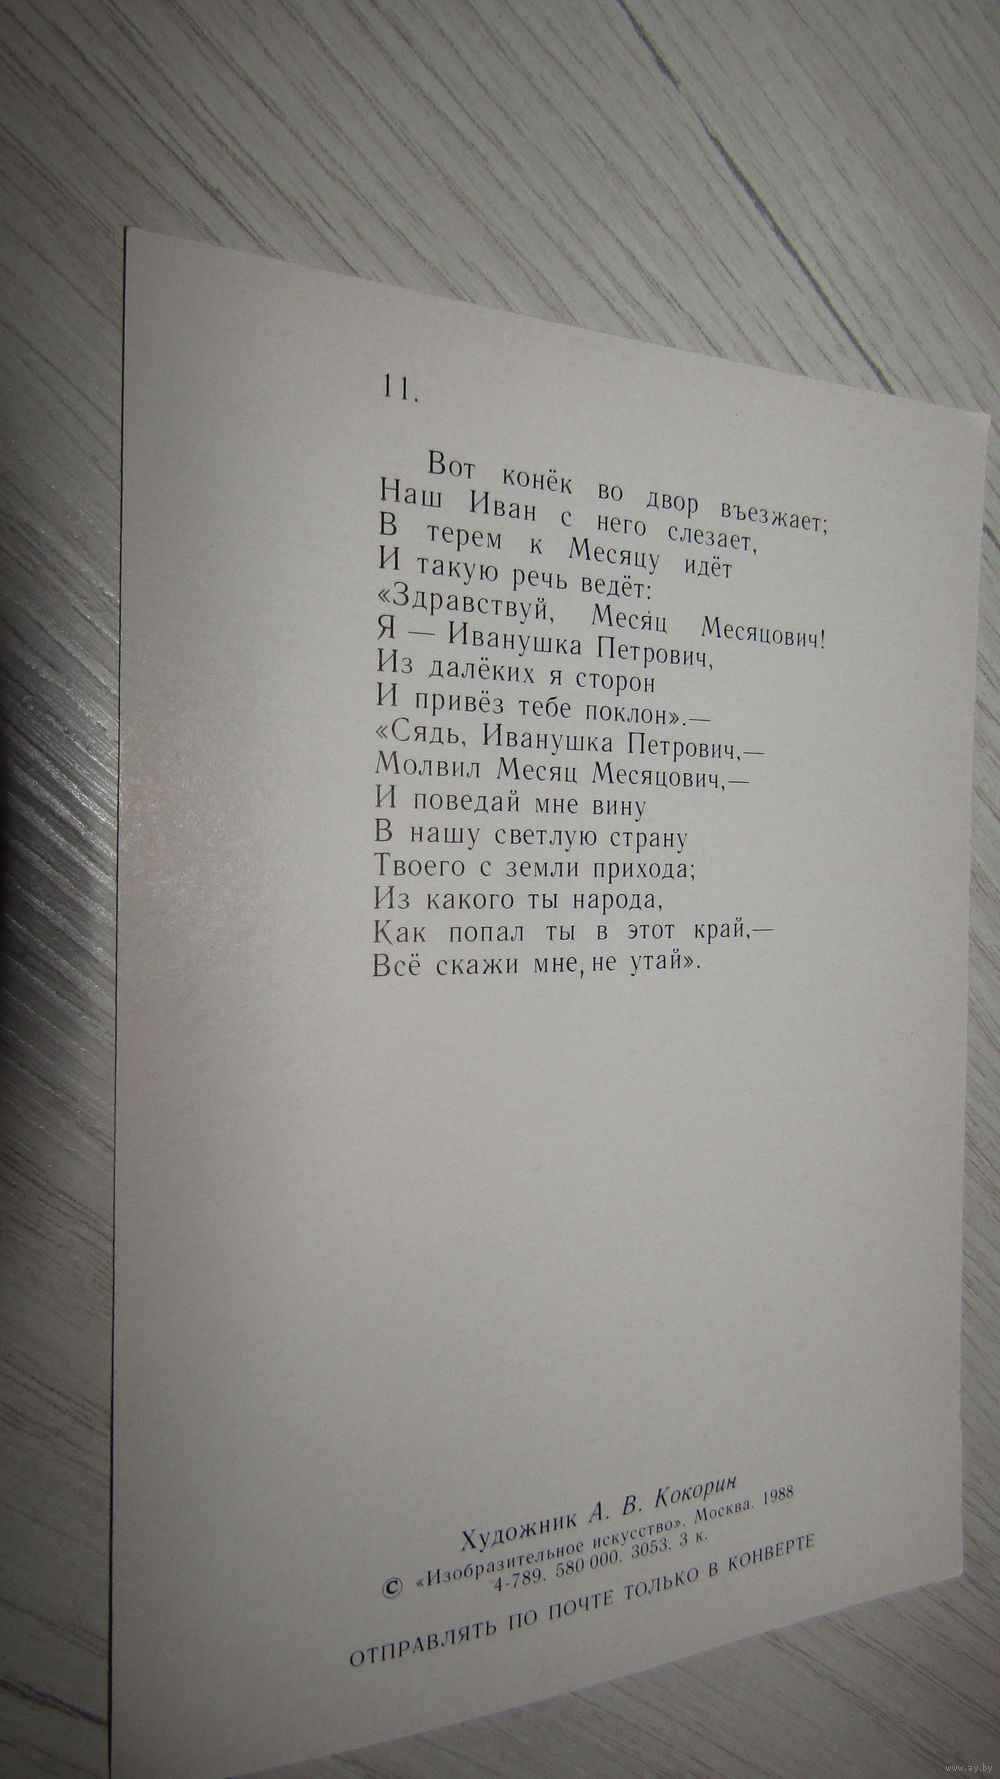 11.
Вот конёк во двор въезжает;
Наш Иван с него слезает,
В терем к Месяцу идёт
И такую речь ведёт:
«Здравствуй, Месяц Месяцович!
Я — Иванушка Петрович,
Из далёких я сторон
И привёз тебе поклон».—
«Сядь, Иванушка Петрович,—
Молвил Месяц Месяцович,—
И поведай мне вину
В нашу светлую страну
Твоего с земли прихода;
Из какого ты народа,
Как попал ты в этот край,—
Всё скажи мне, не утай».
Художник А. В. Кокорин
© «Изобразительное искусство». Москва. 1988
4-789. 580 000. 3053. 3 к.
ОТПРАВЛЯТЬ ПО ПОЧТЕ ТОЛЬКО В КОНВЕРТЕ
www.ay.by